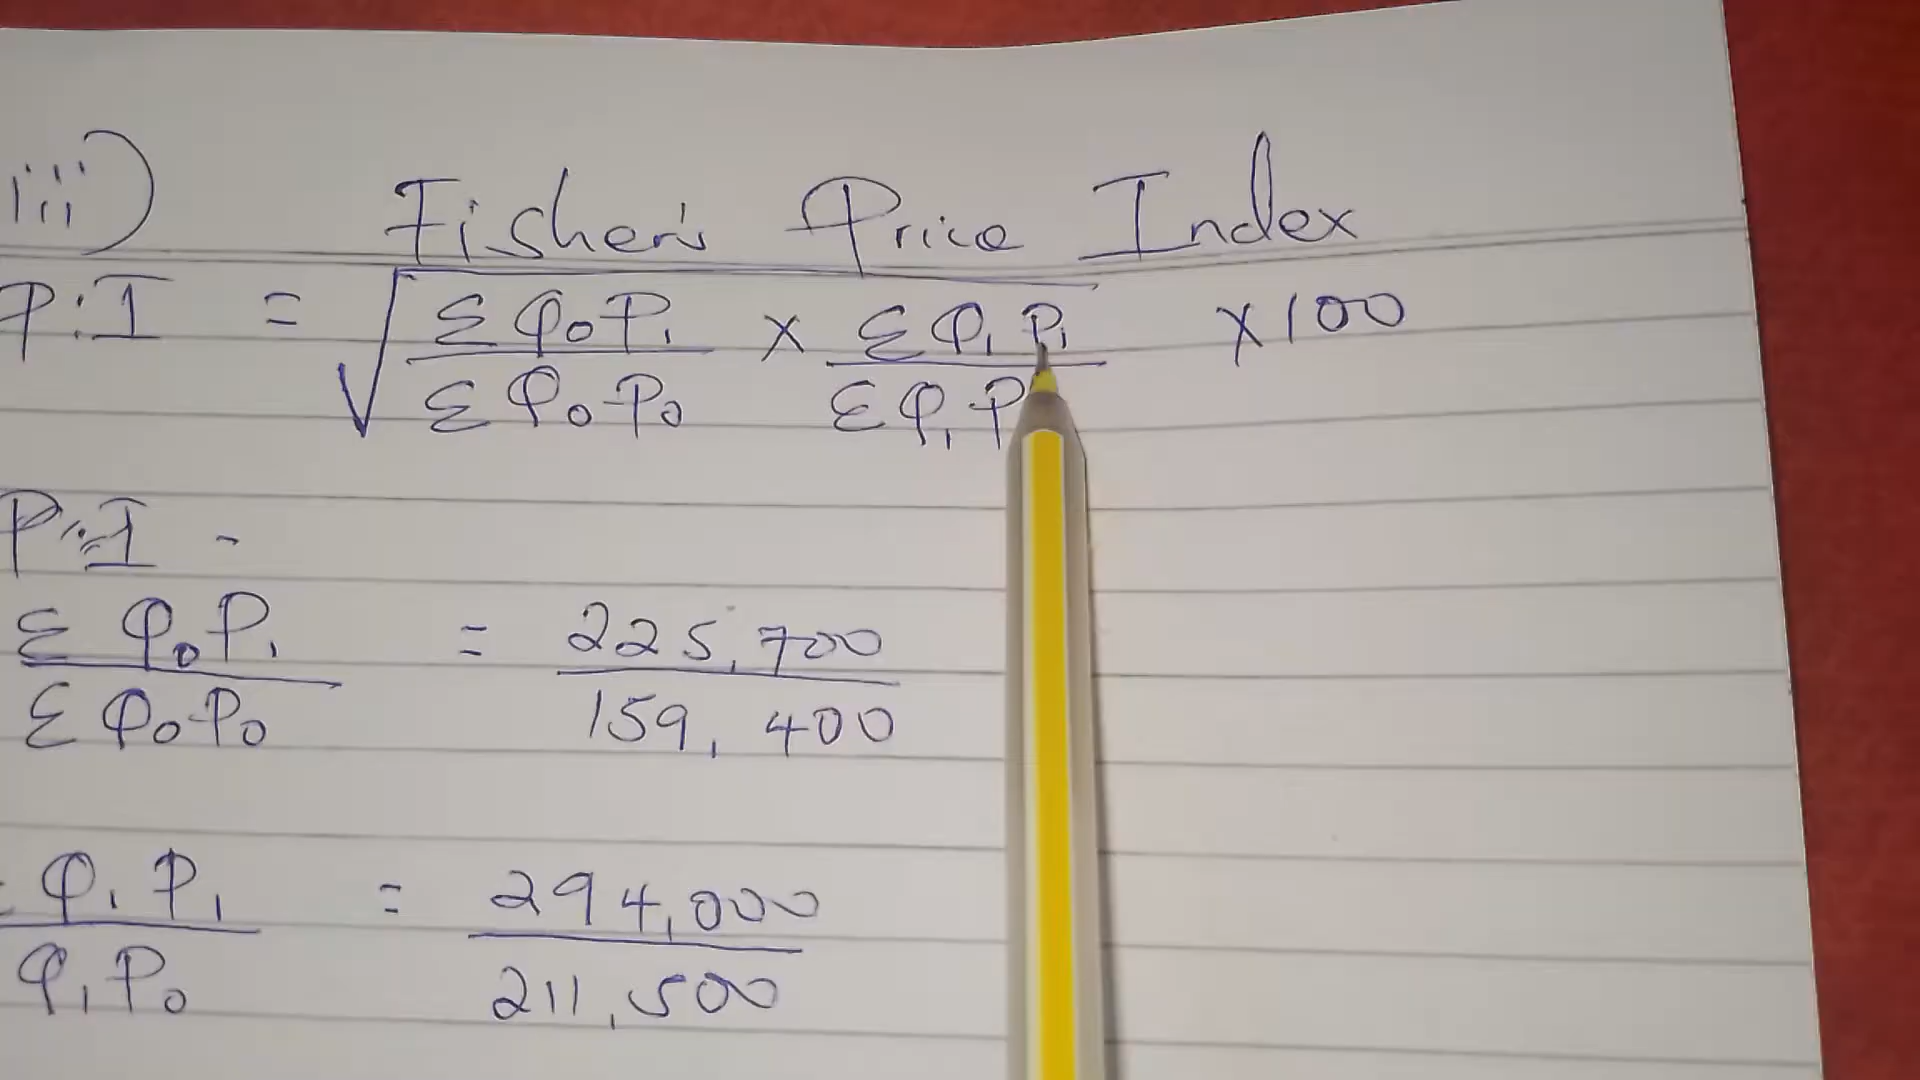 iii) Fisher's Price Index
P.I = √ ΣQ₀P₁ / ΣQ₀P₀ × ΣQ₁P₁ / ΣQ₁P × 100
P.I -
ΣQ₀P₁ = 225,700
ΣQ₀P₀ 159,400
Q₁P₁ = 294,000
Q₁P₀ 211,500